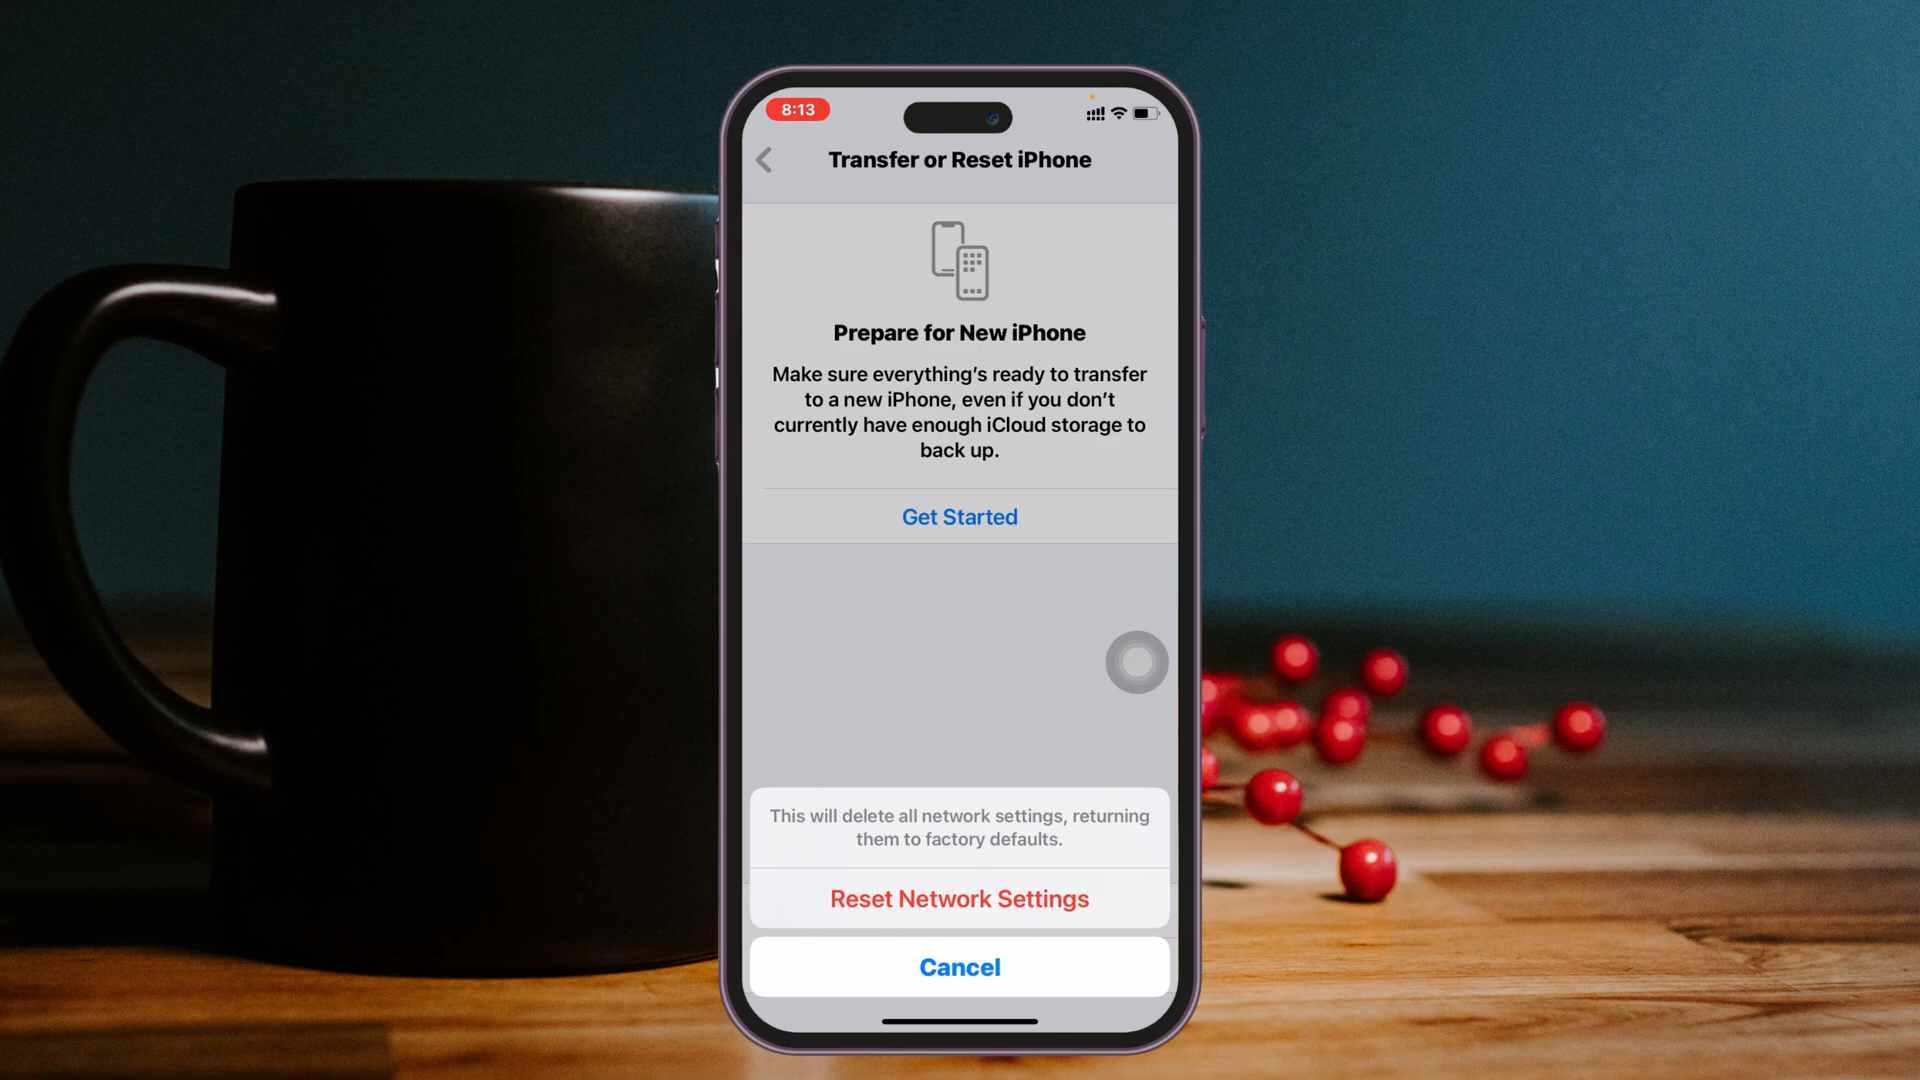 8:13
Transfer or Reset iPhone
Prepare for New iPhone
Make sure everything’s ready to transfer
to a new iPhone, even if you don’t
currently have enough iCloud storage to
back up.
Get Started
This will delete all network settings, returning
them to factory defaults.
Reset Network Settings
Cancel